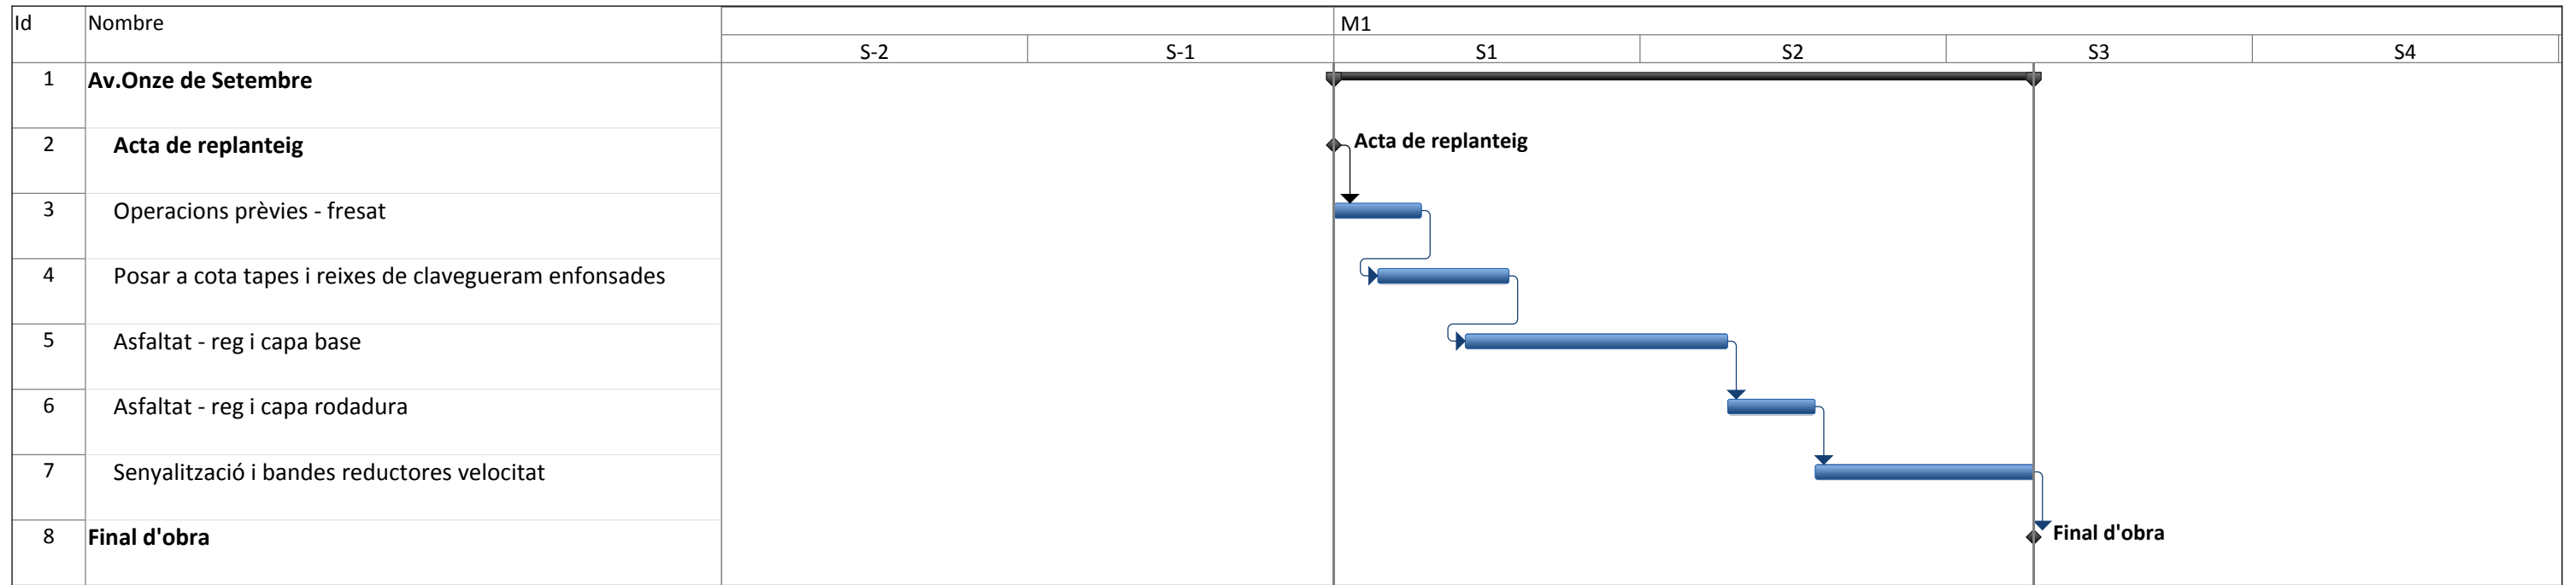 Id Nombre M1
S-2 S-1 S1 S2 S3 S4
1 Av.Onze de Setembre
2 Acta de replanteig Acta de replanteig
3 Operacions prèvies - fresat
4 Posar a cota tapes i reixes de clavegueram enfonsades
5 Asfaltat - reg i capa base
6 Asfaltat - reg i capa rodadura
7 Senyalització i bandes reductores velocitat
8 Final d'obra Final d'obra